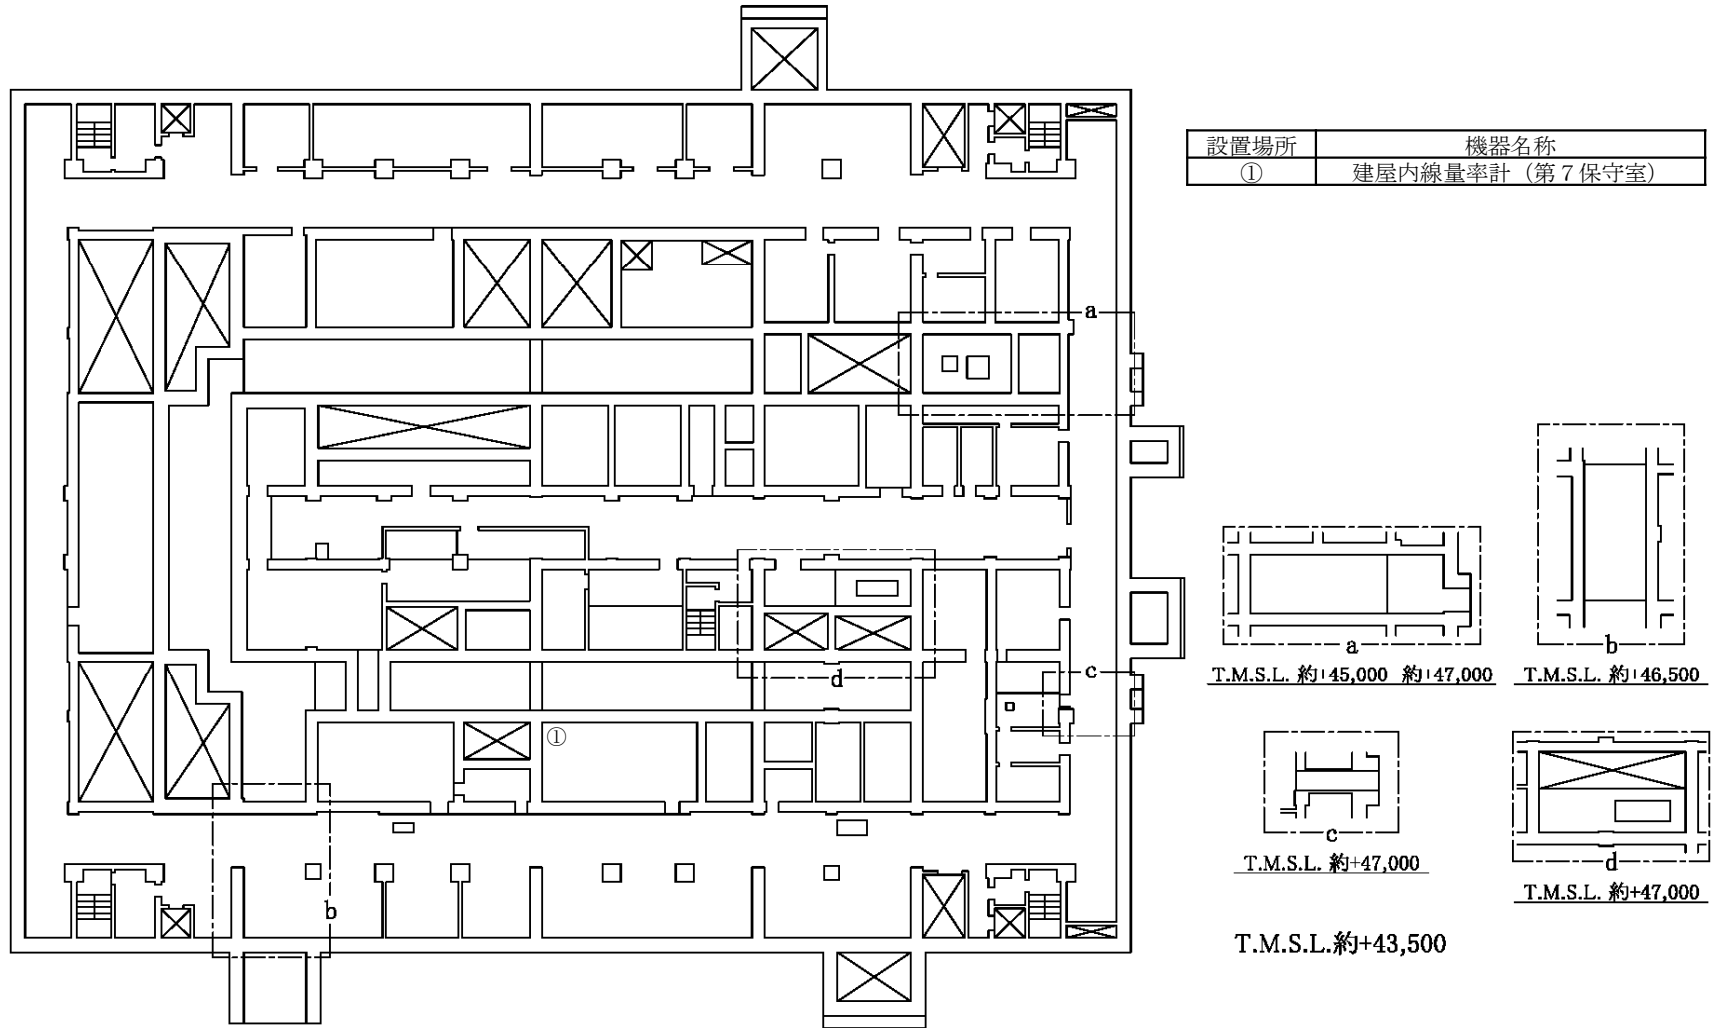 設置場所 機器名称
① 建屋内線量率計（第７保守室）
a
①
c
d
b
a
T.M.S.L. 約+45,000 約+47,000
b
T.M.S.L. 約+46,500
c
T.M.S.L. 約+47,000
d
T.M.S.L. 約+47,000
T.M.S.L.約+43,500